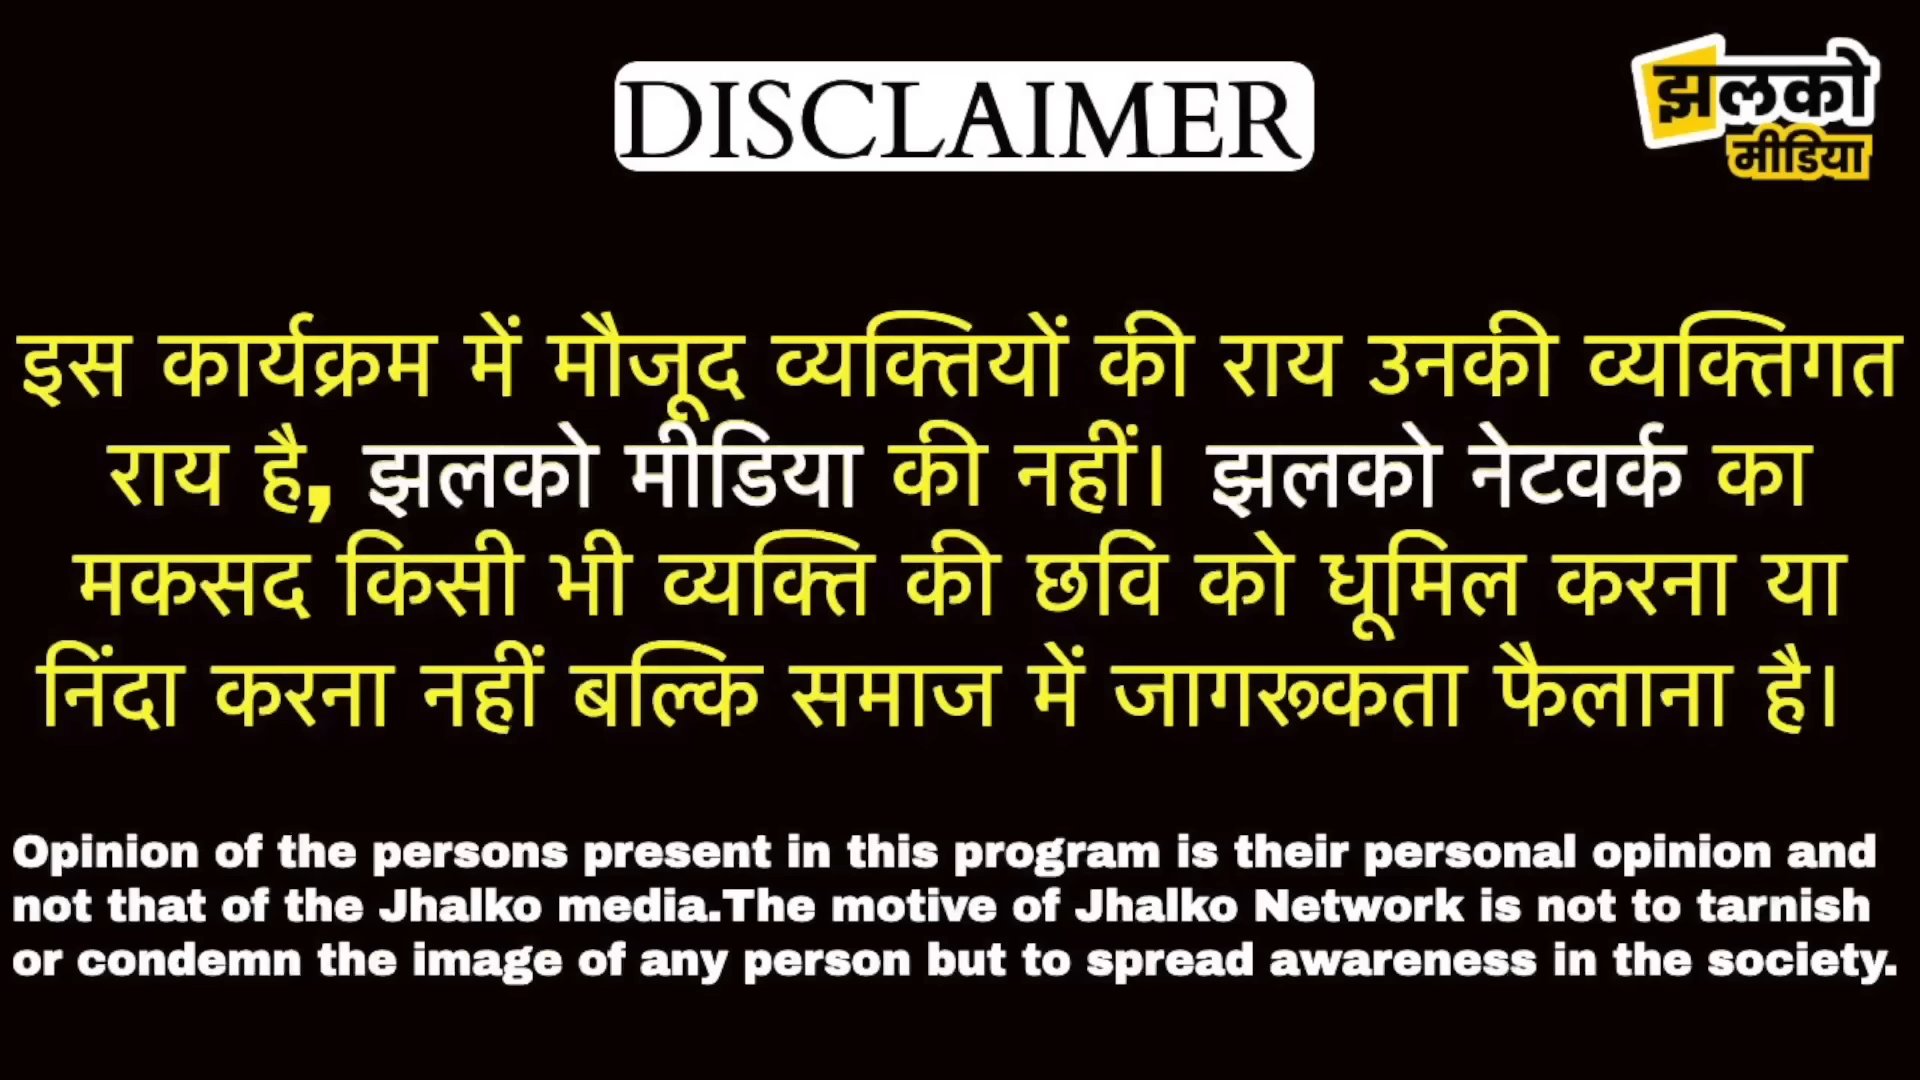 DISCLAIMER
झलको
मीडिया
इस कार्यक्रम में मौजूद व्यक्तियों की राय उनकी व्यक्तिगत
राय है, झलको मीडिया की नहीं। झलको नेटवर्क का
मकसद किसी भी व्यक्ति की छवि को धूमिल करना या
निंदा करना नहीं बल्कि समाज में जागरूकता फैलाना है।
Opinion of the persons present in this program is their personal opinion and
not that of the Jhalko media.The motive of Jhalko Network is not to tarnish
or condemn the image of any person but to spread awareness in the society.